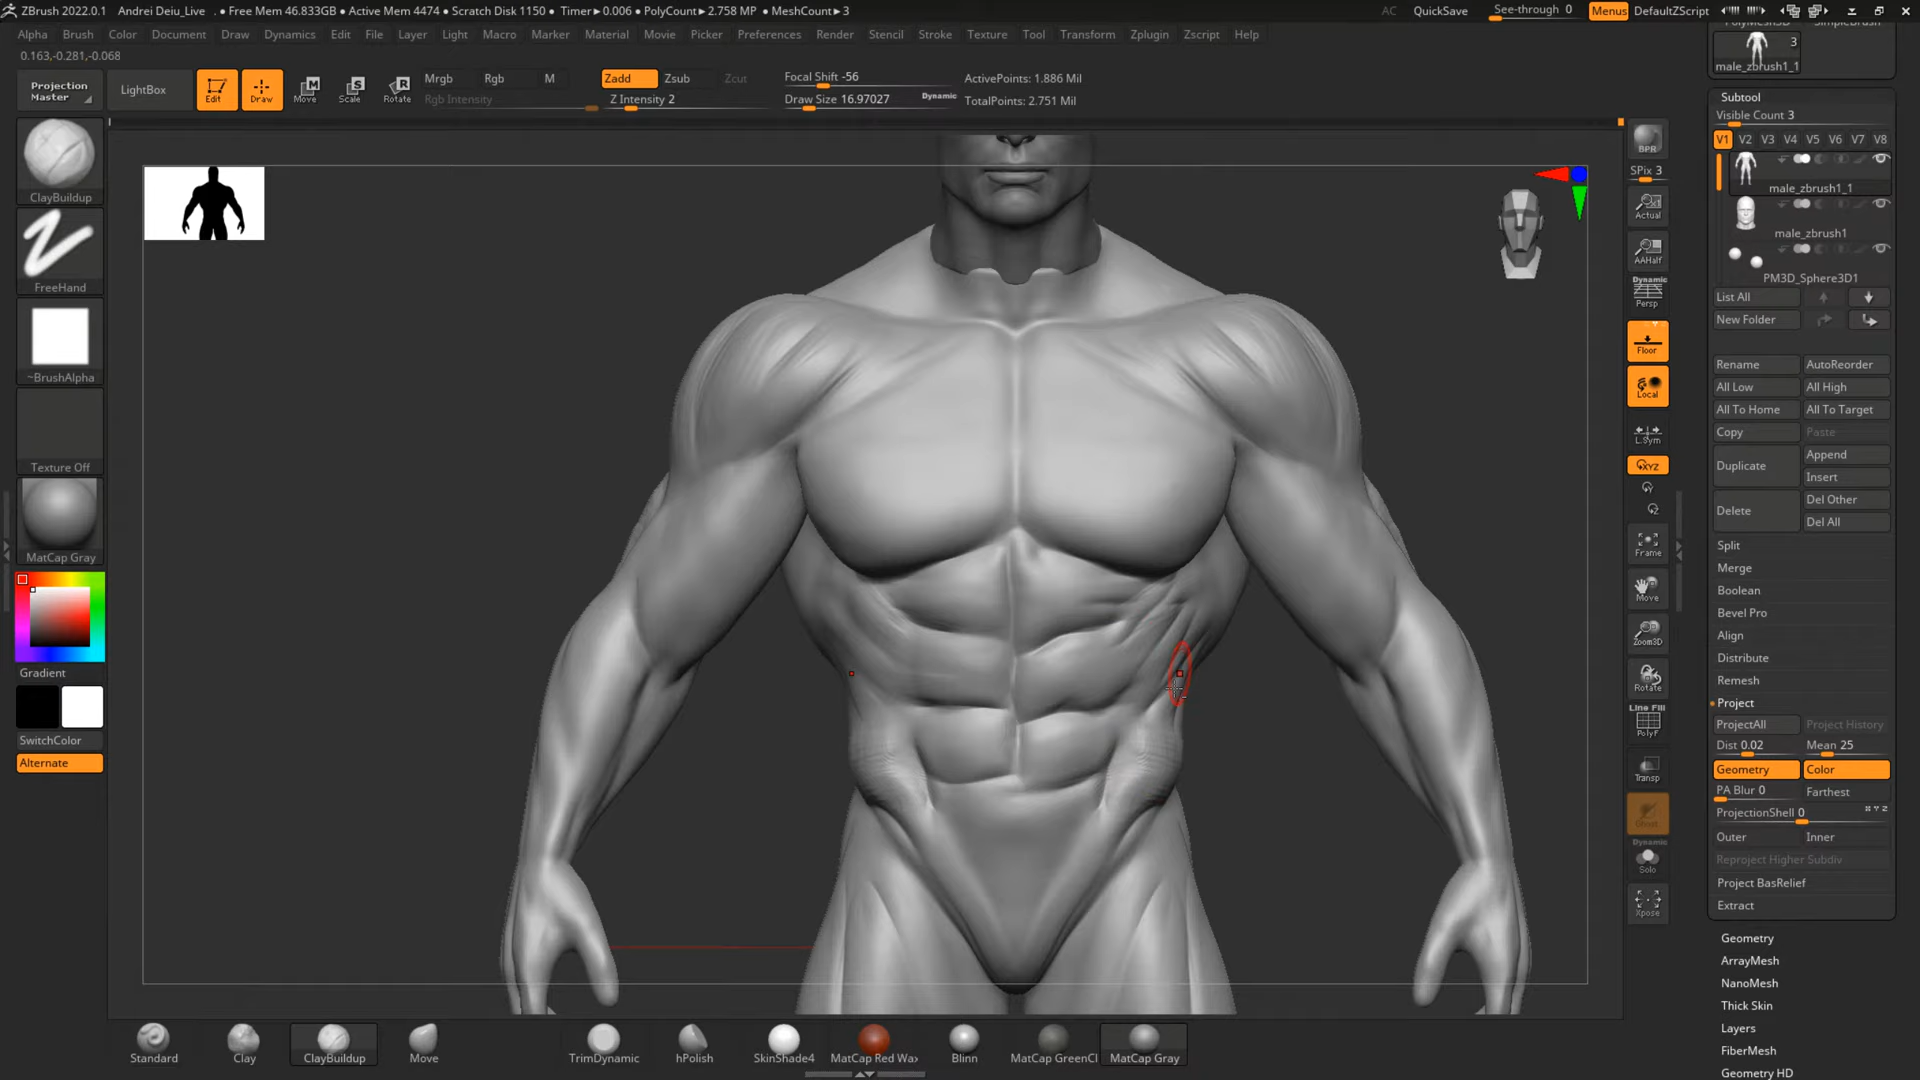 ZBrush 2022.0.1 Andrei Deiu_Live . • Free Mem 46.833GB • Active Mem 4474 • Scratch Disk 1150 • Timer▸0.006 • PolyCount▸2.758 MP • MeshCount▸3 AC QuickSave See-through 0 Menus DefaultZScript
Alpha Brush Color Document Draw Dynamics Edit File Layer Light Macro Marker Material Movie Picker Preferences Render Stencil Stroke Texture Tool Transform Zplugin Zscript Help
0.163,-0.281,-0.068
Projection Master
LightBox
Edit
Draw
Move
Scale
Rotate
Mrgb Rgb M
Rgb Intensity
Zadd Zsub Zcut
Z Intensity 2
Focal Shift -56
Draw Size 16.97027 Dynamic
ActivePoints: 1.886 Mil
TotalPoints: 2.751 Mil
ClayBuildup
FreeHand
~BrushAlpha
Texture Off
MatCap Gray
Gradient
SwitchColor
Alternate
BPR
SPix 3
Actual
AAHalf
Dynamic
Persp
Floor
Local
L.Sym
XYZ
Frame
Move
Zoom3D
Rotate
Line Fill
PolyF
Transp
Ghost
Dynamic
Solo
Xpose
PolyMesh3D SimpleBrush
3
male_zbrush1_1
Subtool
Visible Count 3
V1 V2 V3 V4 V5 V6 V7 V8
male_zbrush1_1
male_zbrush1
PM3D_Sphere3D1
List All
New Folder
Rename AutoReorder
All Low All High
All To Home All To Target
Copy Paste
Duplicate Append
Insert
Delete Del Other
Del All
Split
Merge
Boolean
Bevel Pro
Align
Distribute
Remesh
Project
ProjectAll Project History
Dist 0.02 Mean 25
Geometry Color
PA Blur 0 Farthest
ProjectionShell 0
Outer Inner
Reproject Higher Subdiv
Project BasRelief
Extract
Geometry
ArrayMesh
NanoMesh
Thick Skin
Layers
FiberMesh
Geometry HD
Standard Clay ClayBuildup Move TrimDynamic hPolish SkinShade4 MatCap Red Wax Blinn MatCap GreenCl MatCap Gray